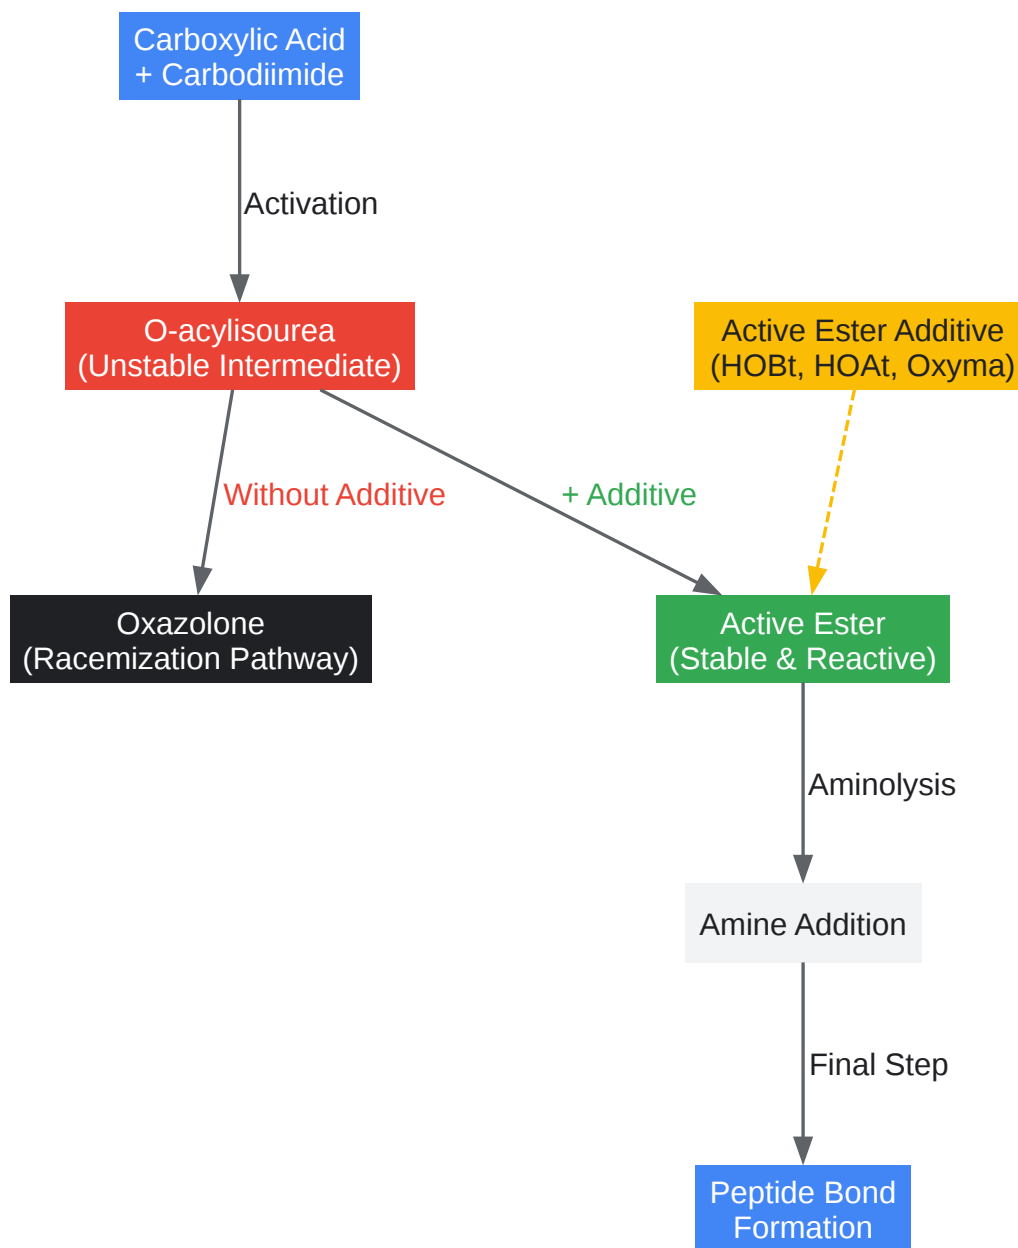 Carboxylic Acid
+ Carbodiimide
Activation
O-acylisourea
(Unstable Intermediate)
Active Ester Additive
(HOBt, HOAt, Oxyma)
Without Additive
+ Additive
Oxazolone
(Racemization Pathway)
Active Ester
(Stable & Reactive)
Aminolysis
Amine Addition
Final Step
Peptide Bond
Formation